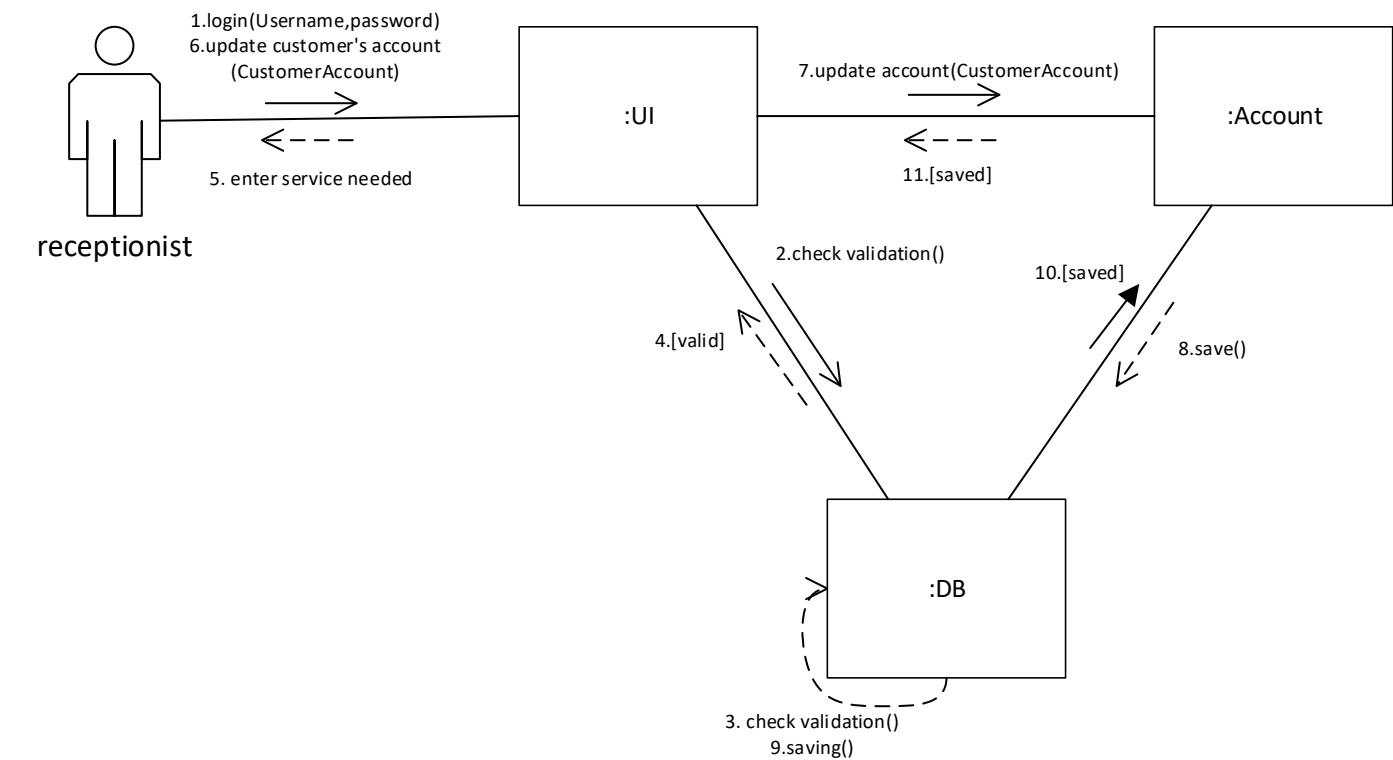 1.login(Username,password)
6.update customer's account
(CustomerAccount)
7.update account(CustomerAccount)
:UI
:Account
5. enter service needed
11.[saved]
receptionist
2.check validation()
10.[saved]
4.[valid]
8.save()
:DB
3. check validation()
9.saving()